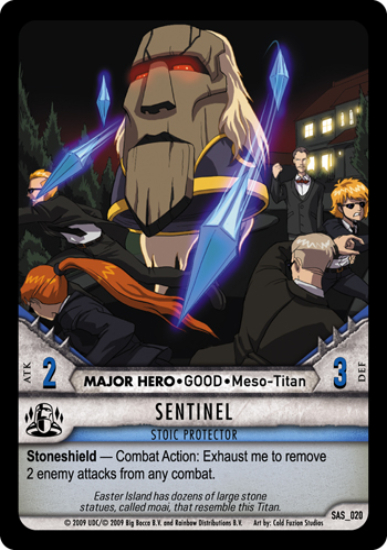 ATK
2
MAJOR HERO•GOOD•Meso-Titan
3
DEF
SENTINEL
STOIC PROTECTOR
Stoneshield — Combat Action: Exhaust me to remove
2 enemy attacks from any combat.
Easter Island has dozens of large stone
statues, called moai, that resemble this Titan.
SAS_020
© 2009 UDC/© 2009 Big Bocca B.V. and Rainbow Distributions B.V. Art by: Cold Fusion Studios